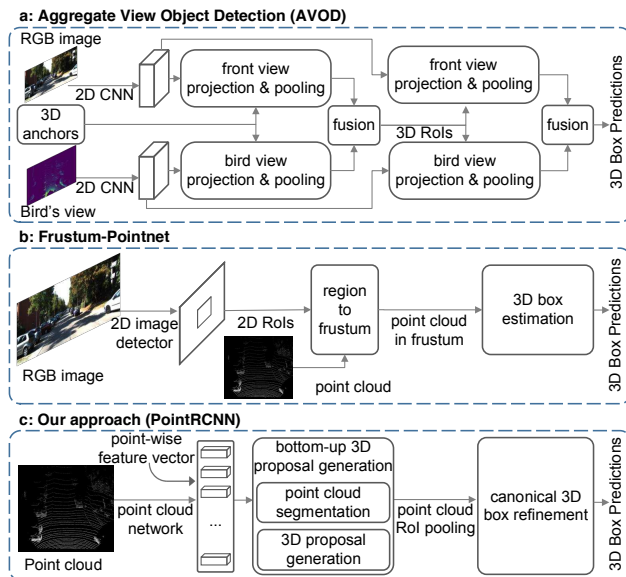 a: Aggregate View Object Detection (AVOD)
RGB image
2D CNN
3D
anchors
2D CNN
Bird's view
front view
projection & pooling
bird view
projection & pooling
fusion
3D RoIs
front view
projection & pooling
bird view
projection & pooling
fusion
3D Box Predictions
b: Frustum-Pointnet
RGB image
2D image
detector
2D RoIs
point cloud
region
to
frustum
point cloud
in frustum
3D box
estimation
3D Box Predictions
c: Our approach (PointRCNN)
Point cloud
point-wise
feature vector
point cloud
network
...
bottom-up 3D
proposal generation
point cloud
segmentation
3D proposal
generation
point cloud
RoI pooling
canonical 3D
box refinement
3D Box Predictions